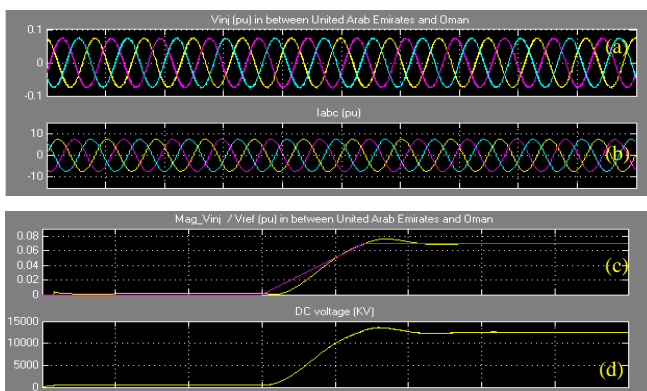 Vinj (pu) in between United Arab Emirates and Oman
0.1
0
-0.1
(a)
Iabc (pu)
10
0
-10
(b)
Mag_Vinj / Vref (pu) in between United Arab Emirates and Oman
0.08
0.06
0.04
0.02
0
(c)
DC voltage (KV)
15000
10000
5000
0
(d)